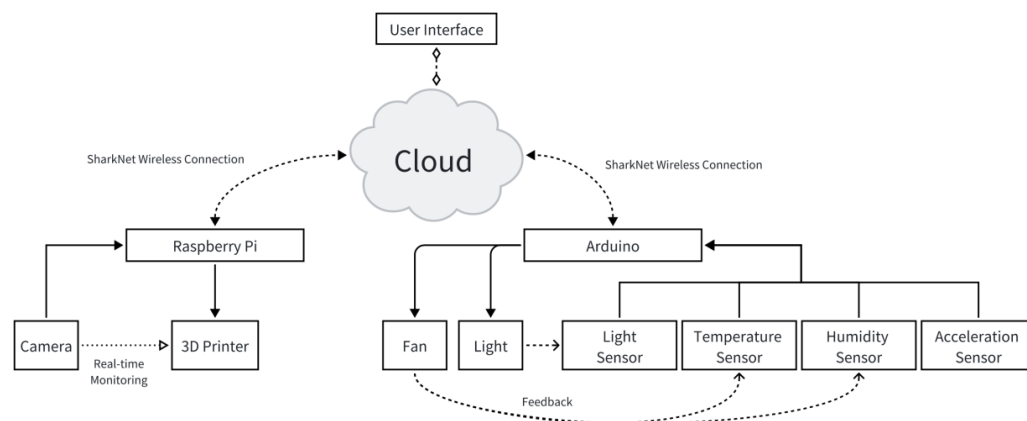 User Interface
Cloud
SharkNet Wireless Connection
SharkNet Wireless Connection
Raspberry Pi
Arduino
Camera
Real-time
Monitoring
3D Printer
Fan
Light
Light
Sensor
Temperature
Sensor
Humidity
Sensor
Acceleration
Sensor
Feedback